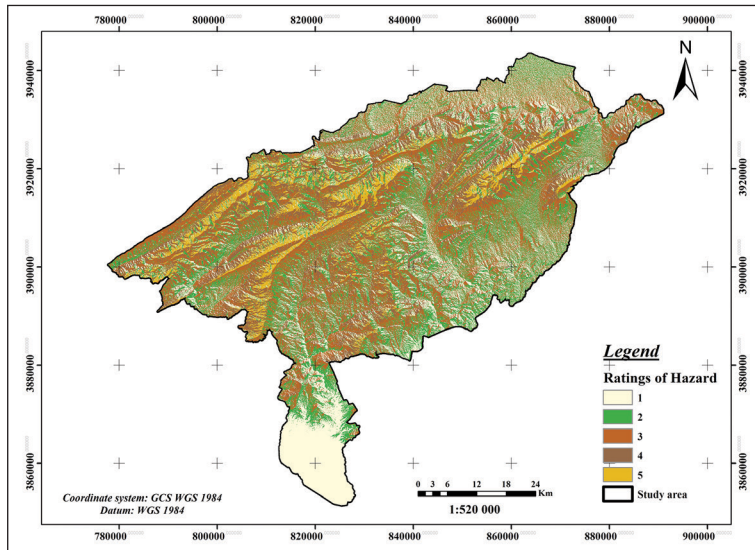 780000 800000 820000 840000 860000 880000 900000
3940000 3940000
3920000 3920000
3900000 3900000
3880000 3880000
3860000 3860000
N
Legend
Ratings of Hazard
1
2
3
4
5
Study area
0 3 6 12 18 24
Km
1:520 000
Coordinate system: GCS WGS 1984
Datum: WGS 1984
780000 800000 820000 840000 860000 880000 900000